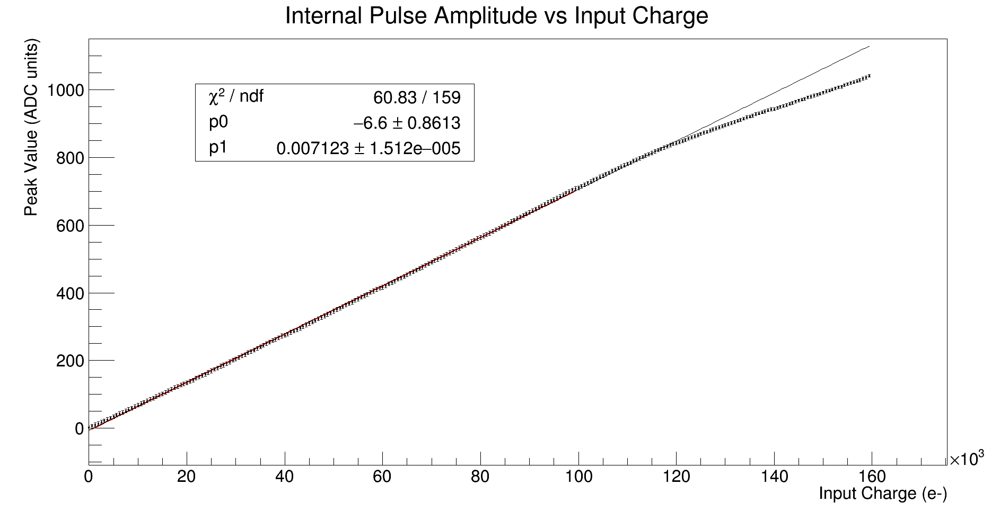 Internal Pulse Amplitude vs Input Charge
Peak Value (ADC units)
1000
800
600
400
200
0
χ² / ndf 60.83 / 159
p0 −6.6 ± 0.8613
p1 0.007123 ± 1.512e−005
0 20 40 60 80 100 120 140 160
×10³
Input Charge (e-)